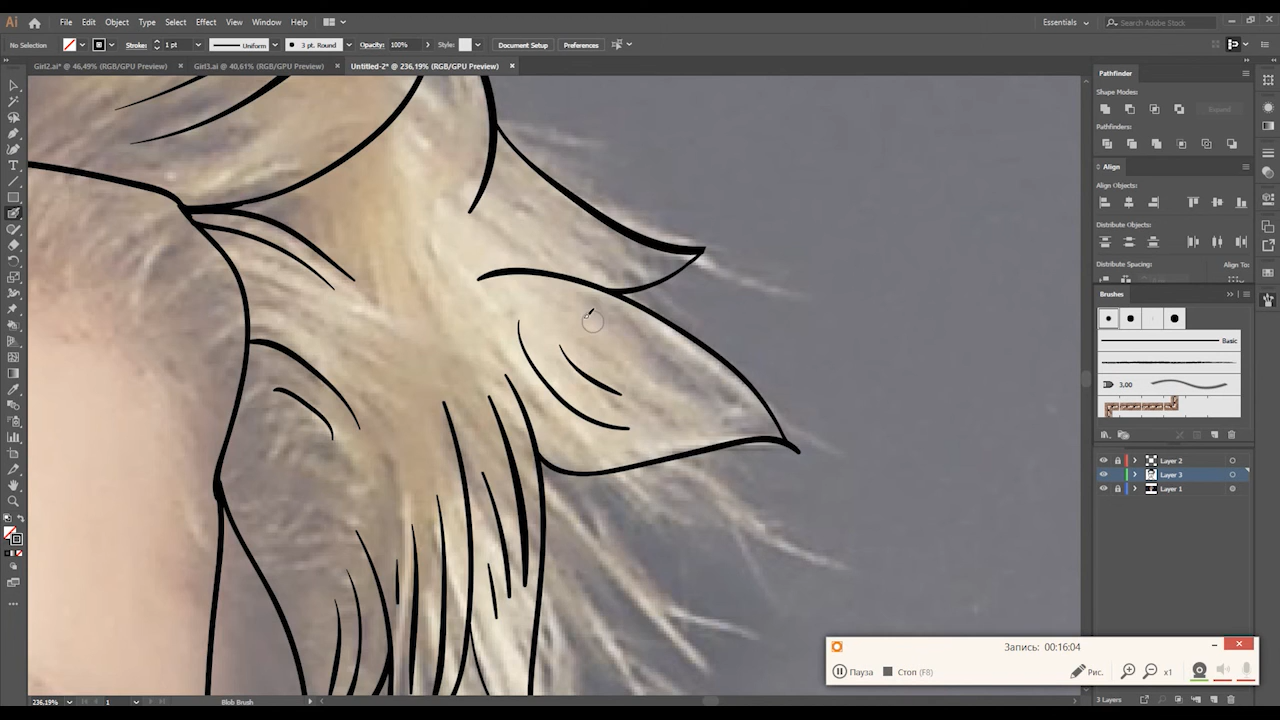 Ai File Edit Object Type Select Effect View Window Help Essentials Search Adobe Stock
No Selection Stroke: 1 pt Uniform 3 pt. Round Opacity: 100% Style: Document Setup Preferences
Girl2.ai* @ 46,49% (RGB/GPU Preview) × Girl3.ai @ 40,61% (RGB/GPU Preview) × Untitled-2* @ 236,19% (RGB/GPU Preview) ×
Pathfinder
Shape Modes:
Expand
Pathfinders:
Align
Align Objects:
Distribute Objects:
Distribute Spacing: Align To:
Brushes
Basic
3.00
Layer 2
Layer 3
Layer 1
Запись: 00:16:04
Пауза Стоп (F8) Рис. x1
236,19% 1 Blob Brush 3 Layers